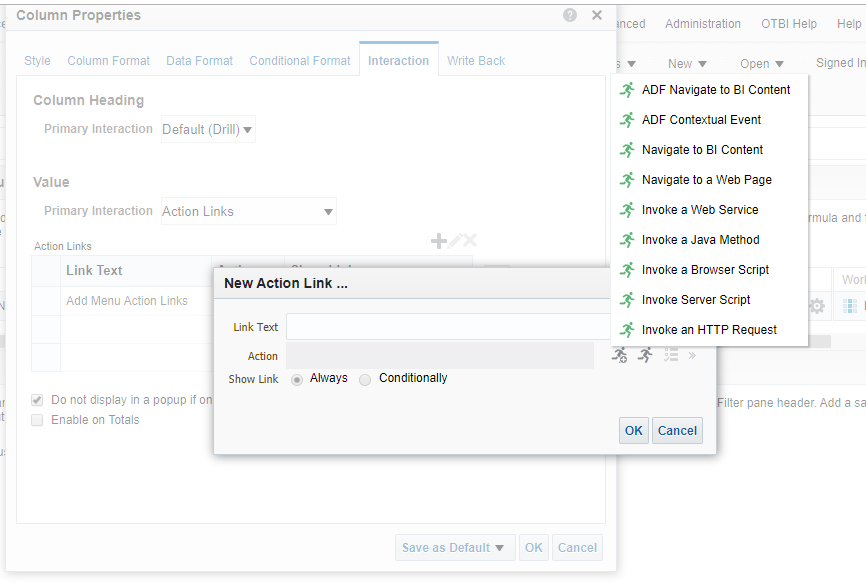 Column Properties
Administration
OTBI Help
Help
Style
Column Format
Data Format
Conditional Format
Interaction
Write Back
New
Open
Signed In
Column Heading
Primary Interaction
Default (Drill)
Value
Primary Interaction
Action Links
Action Links
Link Text
Add Menu Action Links
Do not display in a popup if on
Enable on Totals
ADF Navigate to BI Content
ADF Contextual Event
Navigate to BI Content
Navigate to a Web Page
Invoke a Web Service
Invoke a Java Method
Invoke a Browser Script
Invoke Server Script
Invoke an HTTP Request
New Action Link ...
Link Text
Action
»
Show Link
Always
Conditionally
OK
Cancel
Filter pane header. Add a sa
Save as Default
OK
Cancel